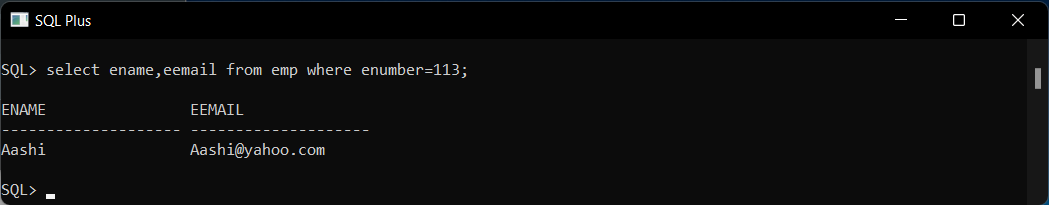 SQL Plus
SQL> select ename,eemail from emp where enumber=113;
ENAME                EEMAIL
-------------------- --------------------
Aashi                Aashi@yahoo.com
SQL>